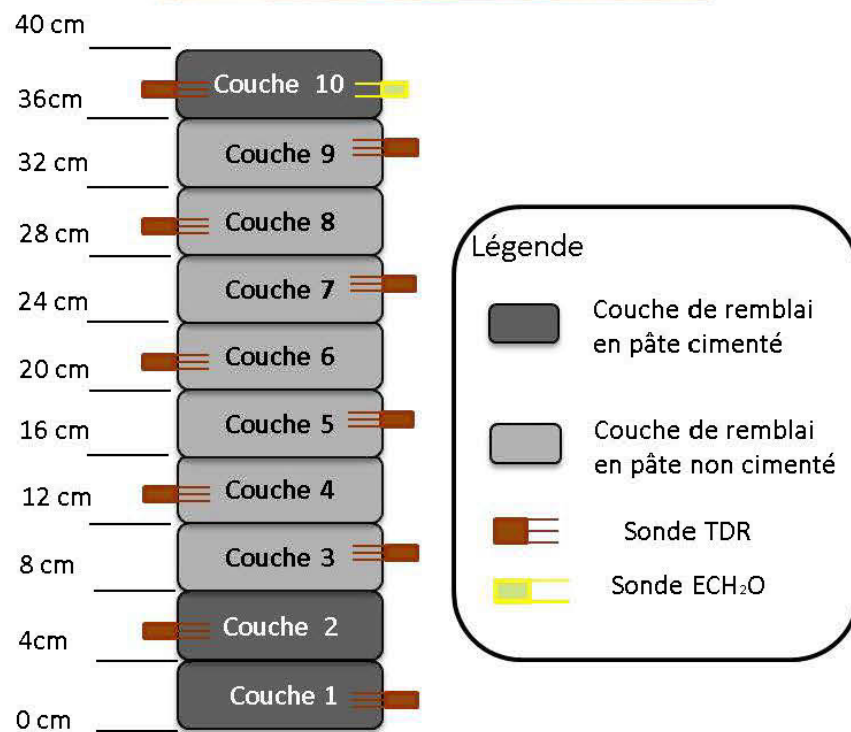 40 cm
36cm
32 cm
28 cm
24 cm
20 cm
16 cm
12 cm
8 cm
4cm
0 cm
Couche 10
Couche 9
Couche 8
Couche 7
Couche 6
Couche 5
Couche 4
Couche 3
Couche 2
Couche 1
Légende
Couche de remblai
en pâte cimenté
Couche de remblai
en pâte non cimenté
Sonde TDR
Sonde ECH₂O